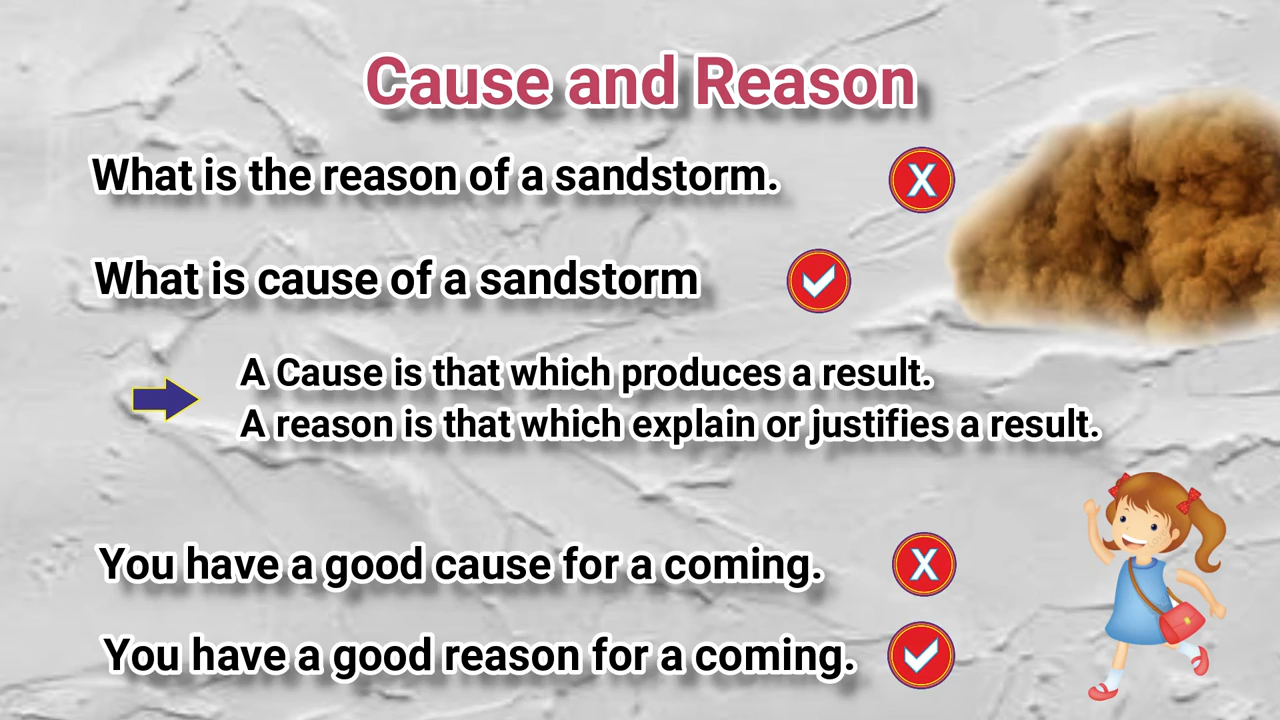 Cause and Reason
What is the reason of a sandstorm.
X
What is cause of a sandstorm
A Cause is that which produces a result.
A reason is that which explain or justifies a result.
You have a good cause for a coming.
X
You have a good reason for a coming.